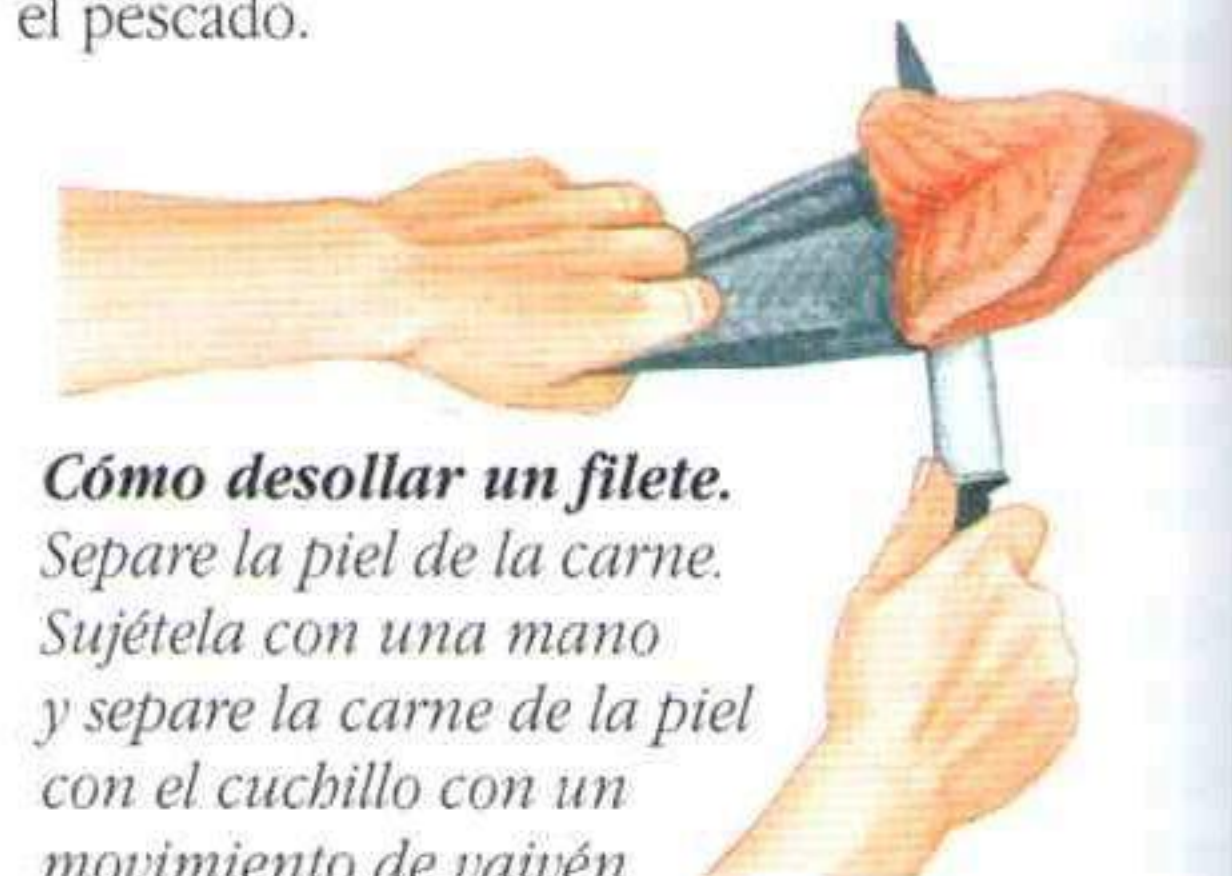 el pescado.
Cómo desollar un filete.
Separe la piel de la carne.
Sujétela con una mano
y separe la carne de la piel
con el cuchillo con un
movimiento de vaivén